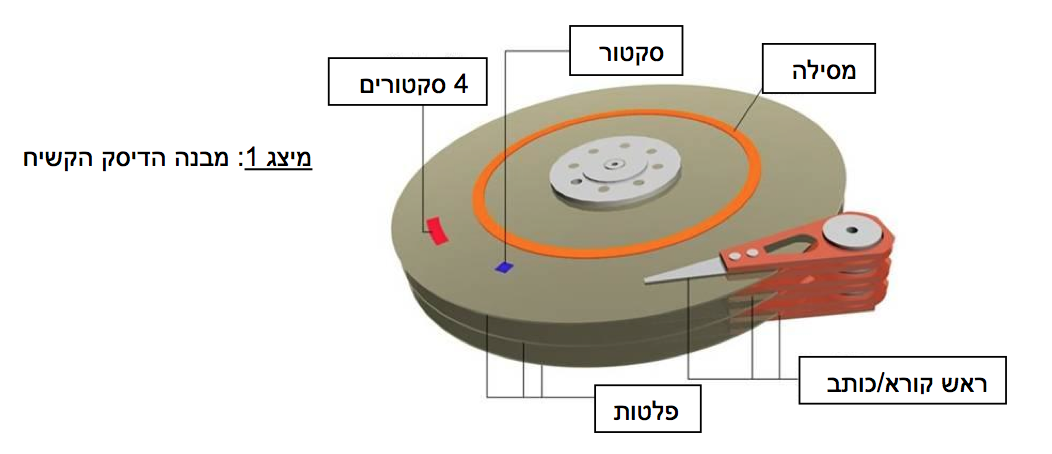 סקטור
מסילה
4 סקטורים
מיצג 1: מבנה הדיסק הקשיח
ראש קורא/כותב
פלטות